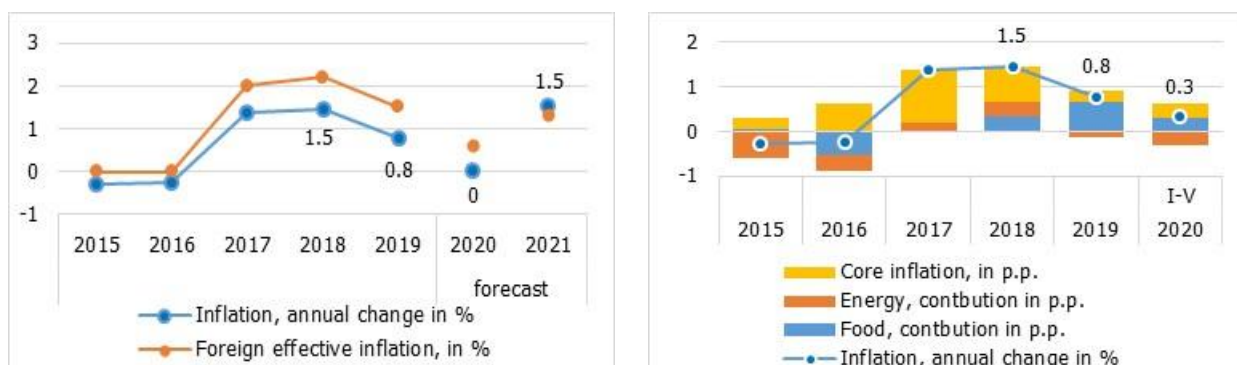 3
2
1
0
-1
1.5
1.5
0.8
0
2015 2016 2017 2018 2019 2020 2021
forecast
Inflation, annual change in %
Foreign effective inflation, in %
2
1
0
-1
1.5
0.8
0.3
I-V
2015 2016 2017 2018 2019 2020
Core inflation, in p.p.
Energy, contbution in p.p.
Food, contbution in p.p.
Inflation, annual change in %